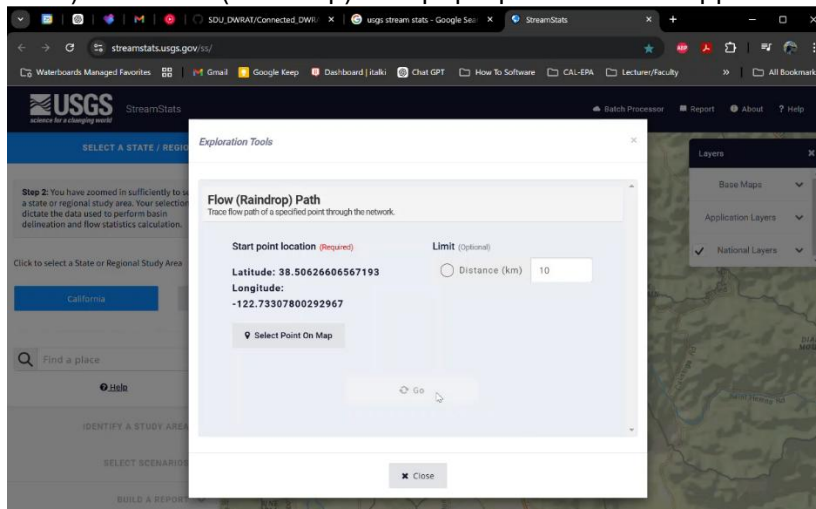 SDU_DWRAT/Connected_DWR/
usgs stream stats - Google Sea
StreamStats
streamstats.usgs.gov/ss/
Waterboards Managed Favorites
Gmail
Google Keep
Dashboard | italki
Chat GPT
How To Software
CAL-EPA
Lecturer/Faculty
»
All Bookmark
USGS
science for a changing world
StreamStats
Batch Processor
Report
About
? Help
SELECT A STATE / REGIO
Step 2: You have zoomed in sufficiently to se
a state or regional study area. Your selection
dictate the data used to perform basin
delineation and flow statistics calculation.
Click to select a State or Regional Study Area
California
Find a place
Help
IDENTIFY A STUDY AREA
SELECT SCENARIOS
BUILD A REPORT
Exploration Tools
Flow (Raindrop) Path
Trace flow path of a specified point through the network.
Start point location (Required)
Latitude: 38.50626606567193
Longitude:
-122.73307800292967
Select Point On Map
Limit (Optional)
Distance (km) 10
Go
Close
Layers
Base Maps
Application Layers
National Layers